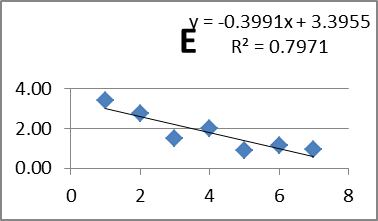 y = -0.3991x + 3.3955
E
R² = 0.7971
4.00
2.00
0.00
0 2 4 6 8